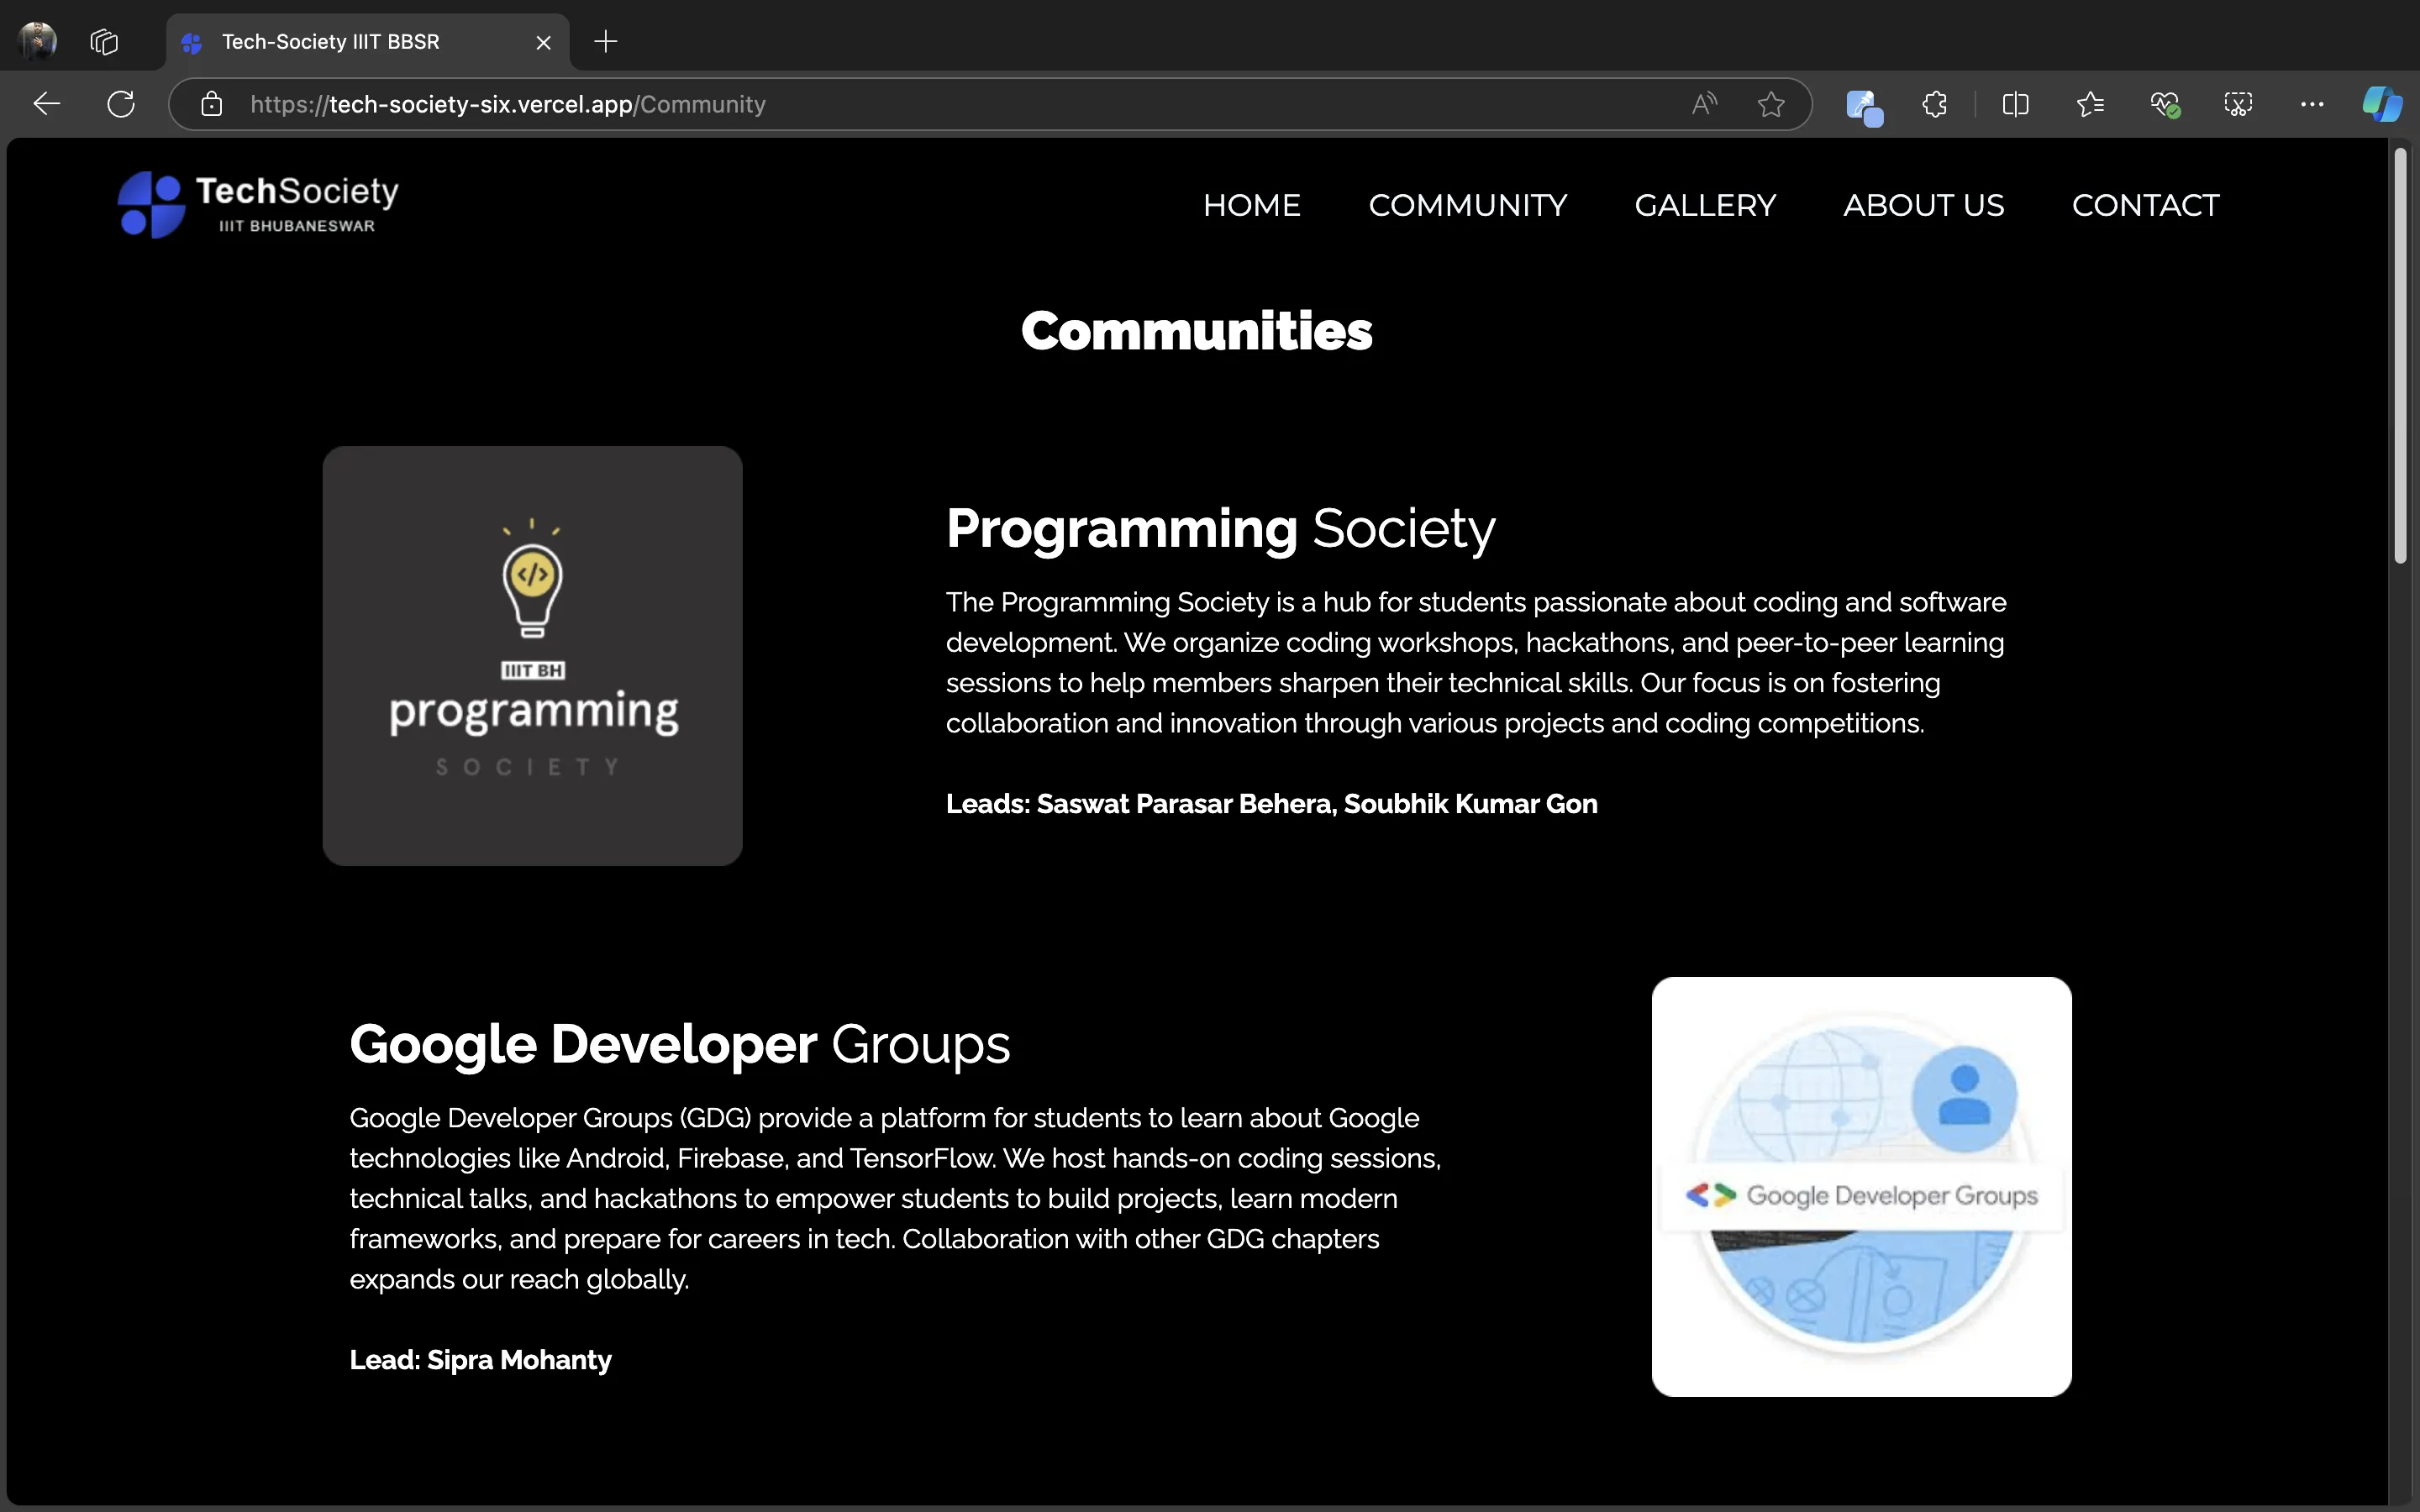 Tech-Society IIIT BBSR
https://tech-society-six.vercel.app/Community
TechSociety
IIIT BHUBANESWAR
HOME COMMUNITY GALLERY ABOUT US CONTACT
Communities
IIIT BH
programming
SOCIETY
Programming Society
The Programming Society is a hub for students passionate about coding and software
development. We organize coding workshops, hackathons, and peer-to-peer learning
sessions to help members sharpen their technical skills. Our focus is on fostering
collaboration and innovation through various projects and coding competitions.
Leads: Saswat Parasar Behera, Soubhik Kumar Gon
Google Developer Groups
Google Developer Groups (GDG) provide a platform for students to learn about Google
technologies like Android, Firebase, and TensorFlow. We host hands-on coding sessions,
technical talks, and hackathons to empower students to build projects, learn modern
frameworks, and prepare for careers in tech. Collaboration with other GDG chapters
expands our reach globally.
Lead: Sipra Mohanty
Google Developer Groups